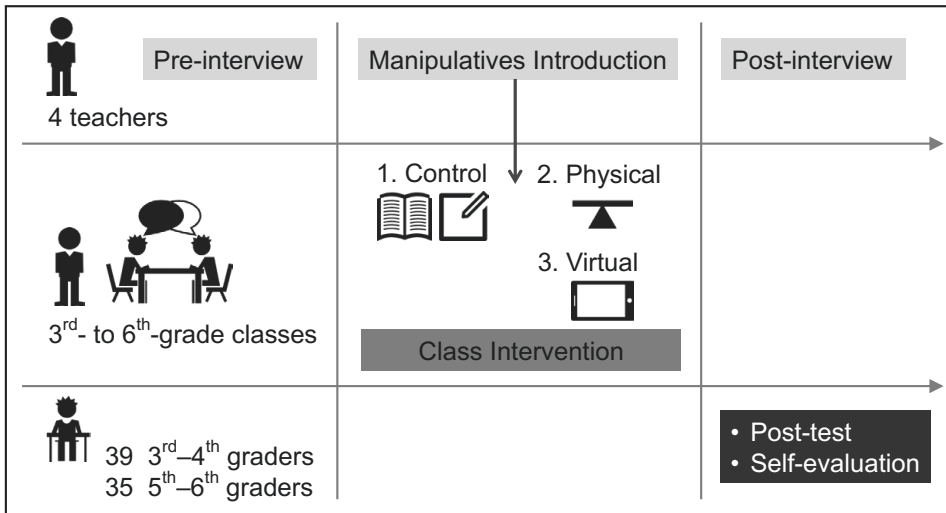 Pre-interview
Manipulatives Introduction
Post-interview
4 teachers
1. Control
2. Physical
3. Virtual
3rd- to 6th-grade classes
Class Intervention
39 3rd–4th graders
35 5th–6th graders
• Post-test
• Self-evaluation